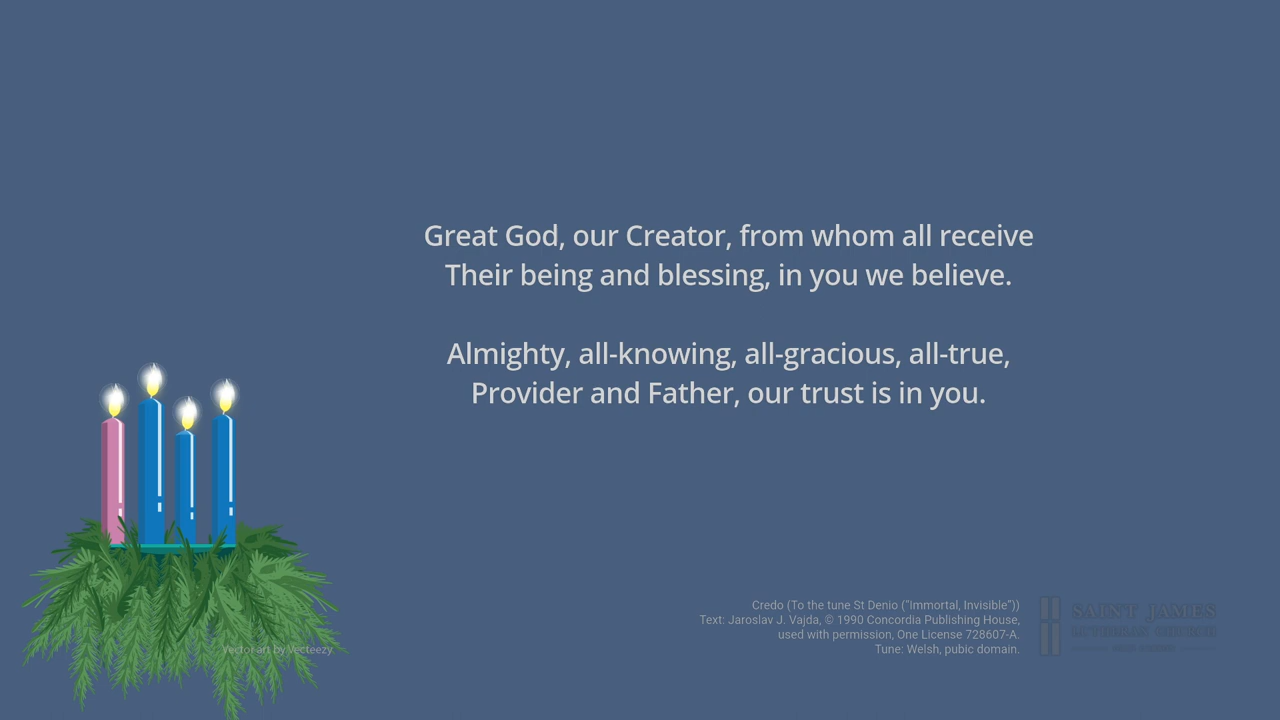 Great God, our Creator, from whom all receive
Their being and blessing, in you we believe.
Almighty, all-knowing, all-gracious, all-true,
Provider and Father, our trust is in you.
Credo (To the tune St Denio (“Immortal, Invisible”))
Text: Jaroslav J. Vajda, © 1990 Concordia Publishing House,
used with permission, One License 728607-A.
Tune: Welsh, pubic domain.
SAINT JAMES
LUTHERAN CHURCH
Vector art by Vecteezy